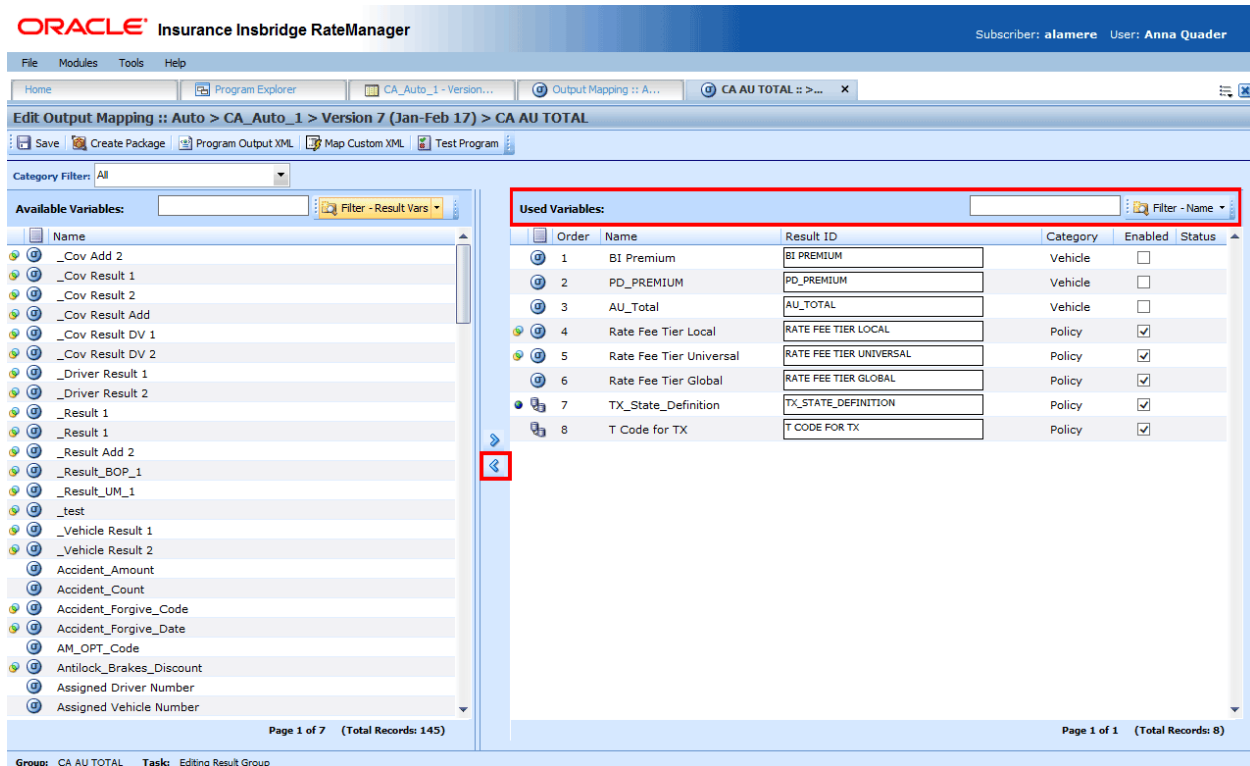 ORACLE® Insurance Insbridge RateManager
Subscriber: alamere User: Anna Quader
File Modules Tools Help
Home Program Explorer CA_Auto_1 - Version... Output Mapping :: A... CA AU TOTAL :: >... x
Edit Output Mapping :: Auto > CA_Auto_1 > Version 7 (Jan-Feb 17) > CA AU TOTAL
Save Create Package Program Output XML Map Custom XML Test Program
Category Filter: All
Available Variables: Filter - Result Vars
Name
_Cov Add 2
_Cov Result 1
_Cov Result 2
_Cov Result Add
_Cov Result DV 1
_Cov Result DV 2
_Driver Result 1
_Driver Result 2
_Result 1
_Result 1
_Result Add 2
_Result_BOP_1
_Result_UM_1
_test
_Vehicle Result 1
_Vehicle Result 2
Accident_Amount
Accident_Count
Accident_Forgive_Code
Accident_Forgive_Date
AM_OPT_Code
Antilock_Brakes_Discount
Assigned Driver Number
Assigned Vehicle Number
Page 1 of 7 (Total Records: 145)
Used Variables: Filter - Name
Order Name Result ID Category Enabled Status
1 BI Premium BI PREMIUM Vehicle
2 PD_PREMIUM PD_PREMIUM Vehicle
3 AU_Total AU_TOTAL Vehicle
4 Rate Fee Tier Local RATE FEE TIER LOCAL Policy
5 Rate Fee Tier Universal RATE FEE TIER UNIVERSAL Policy
6 Rate Fee Tier Global RATE FEE TIER GLOBAL Policy
7 TX_State_Definition TX_STATE_DEFINITION Policy
8 T Code for TX T CODE FOR TX Policy
Page 1 of 1 (Total Records: 8)
Group: CA AU TOTAL Task: Editing Result Group